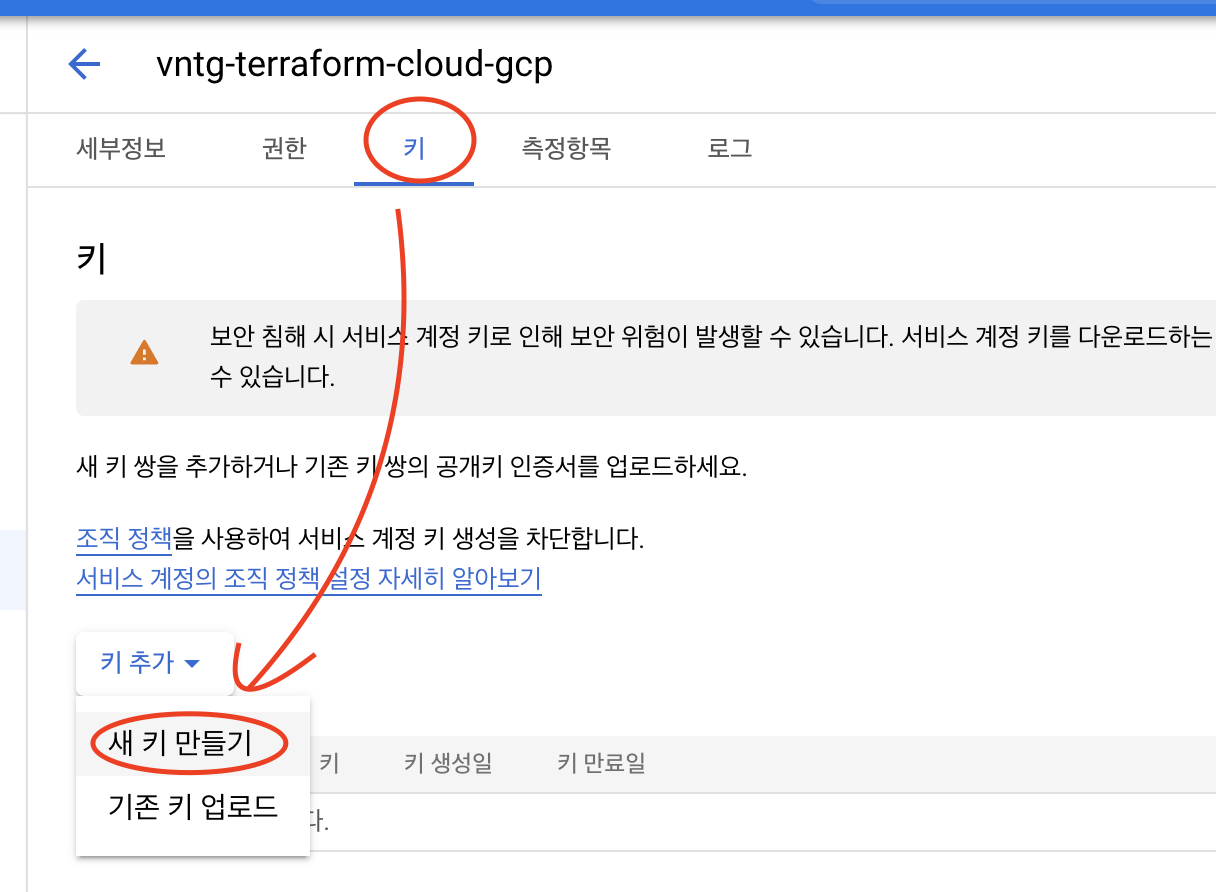 vntg-terraform-cloud-gcp
세부정보 권한 키 측정항목 로그
키
보안 침해 시 서비스 계정 키로 인해 보안 위험이 발생할 수 있습니다. 서비스 계정 키를 다운로드하는
수 있습니다.
새 키 쌍을 추가하거나 기존 키 쌍의 공개키 인증서를 업로드하세요.
조직 정책을 사용하여 서비스 계정 키 생성을 차단합니다.
서비스 계정의 조직 정책 설정 자세히 알아보기
키 추가
새 키 만들기
키 키 생성일 키 만료일
기존 키 업로드
다.